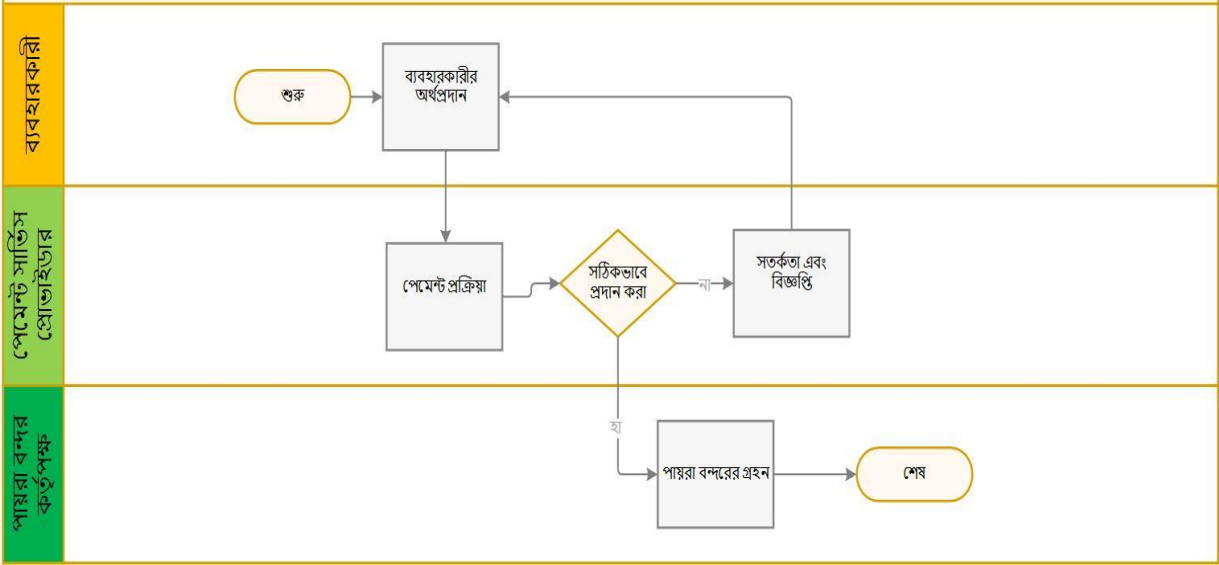 ব্যবহারকারী
শুরু
ব্যবহারকারীর
অর্থপ্রদান
পেমেন্ট সার্ভিস
প্রোভাইডার
পেমেন্ট প্রক্রিয়া
সঠিকভাবে
প্রদান করা
না
সতর্কতা এবং
বিজ্ঞপ্তি
হা
পায়রা বন্দর
কর্তৃপক্ষ
পায়রা বন্দরের গ্রহন
শেষ